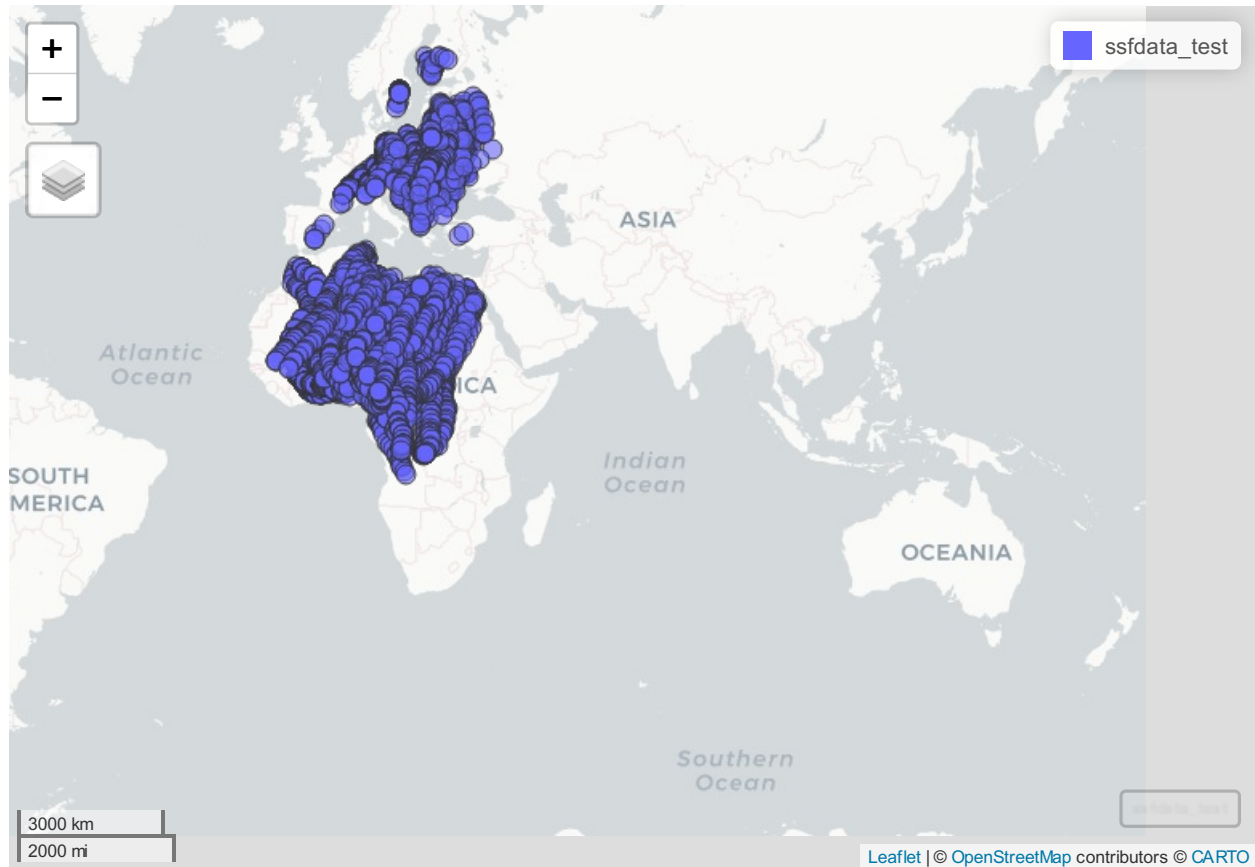 +
ssfdata_test
−
ASIA
Atlantic
Ocean
ICA
Indian
Ocean
SOUTH
MERICA
OCEANIA
Southern
Ocean
3000 km
2000 mi
Leaflet | © OpenStreetMap contributors © CARTO